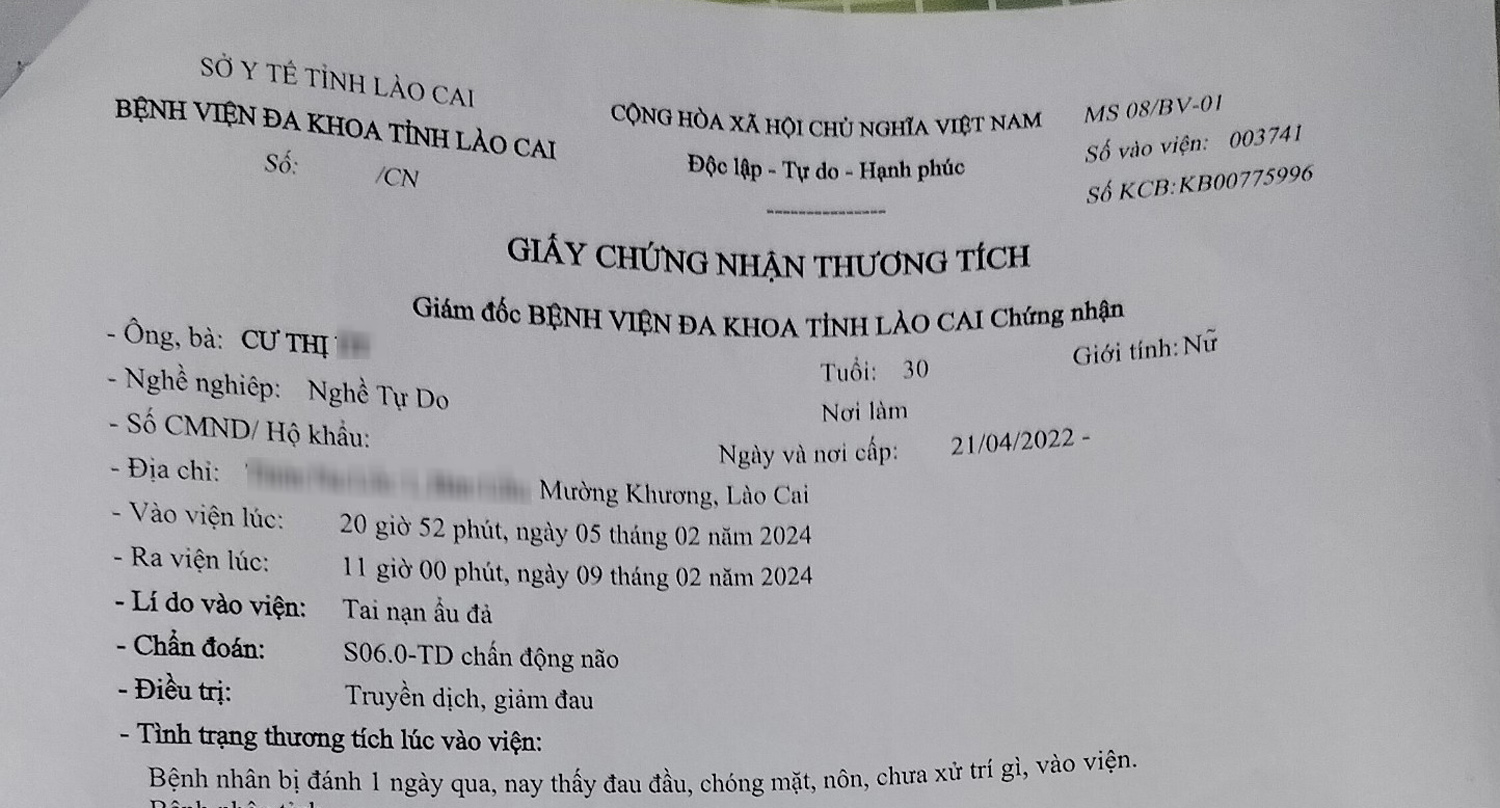 SỞ Y TẾ TỈNH LÀO CAI
BỆNH VIỆN ĐA KHOA TỈNH LÀO CAI
Số: /CN
CỘNG HÒA XÃ HỘI CHỦ NGHĨA VIỆT NAM
Độc lập - Tự do - Hạnh phúc
---------------
MS 08/BV-01
Số vào viện: 003741
Số KCB:KB00775996
GIẤY CHỨNG NHẬN THƯƠNG TÍCH
Giám đốc BỆNH VIỆN ĐA KHOA TỈNH LÀO CAI Chứng nhận
- Ông, bà: CƯ THỊ
Tuổi: 30 Giới tính: Nữ
- Nghề nghiệp: Nghề Tự Do Nơi làm
- Số CMND/ Hộ khẩu: Ngày và nơi cấp: 21/04/2022 -
- Địa chỉ: Mường Khương, Lào Cai
- Vào viện lúc: 20 giờ 52 phút, ngày 05 tháng 02 năm 2024
- Ra viện lúc: 11 giờ 00 phút, ngày 09 tháng 02 năm 2024
- Lí do vào viện: Tai nạn ẩu đả
- Chẩn đoán: S06.0-TD chấn động não
- Điều trị: Truyền dịch, giảm đau
- Tình trạng thương tích lúc vào viện:
Bệnh nhân bị đánh 1 ngày qua, nay thấy đau đầu, chóng mặt, nôn, chưa xử trí gì, vào viện.